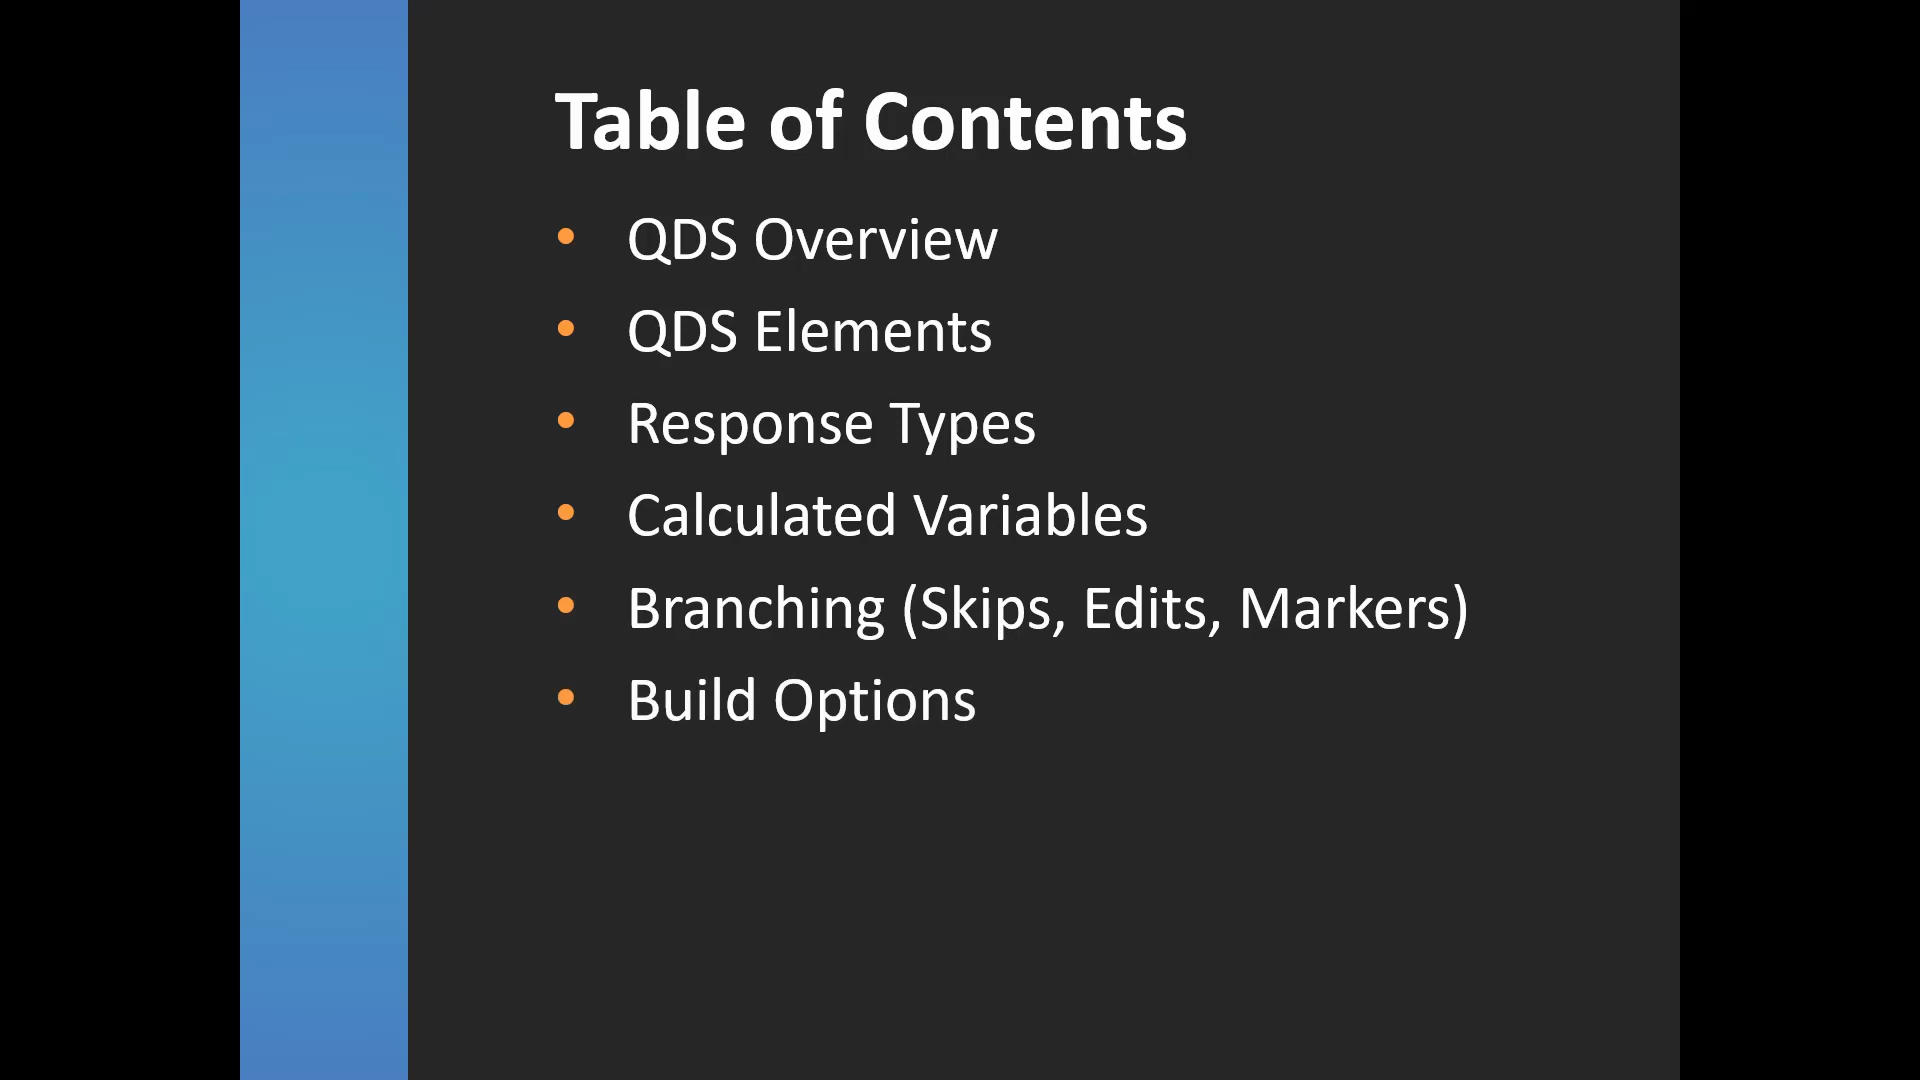 Table of Contents
• QDS Overview
• QDS Elements
• Response Types
• Calculated Variables
• Branching (Skips, Edits, Markers)
• Build Options